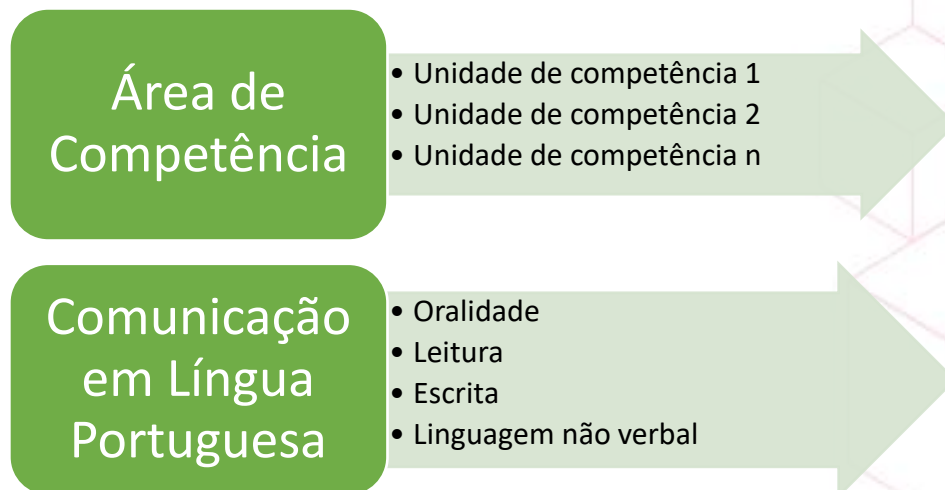 Área de
Competência
• Unidade de competência 1
• Unidade de competência 2
• Unidade de competência n
Comunicação
em Língua
Portuguesa
• Oralidade
• Leitura
• Escrita
• Linguagem não verbal